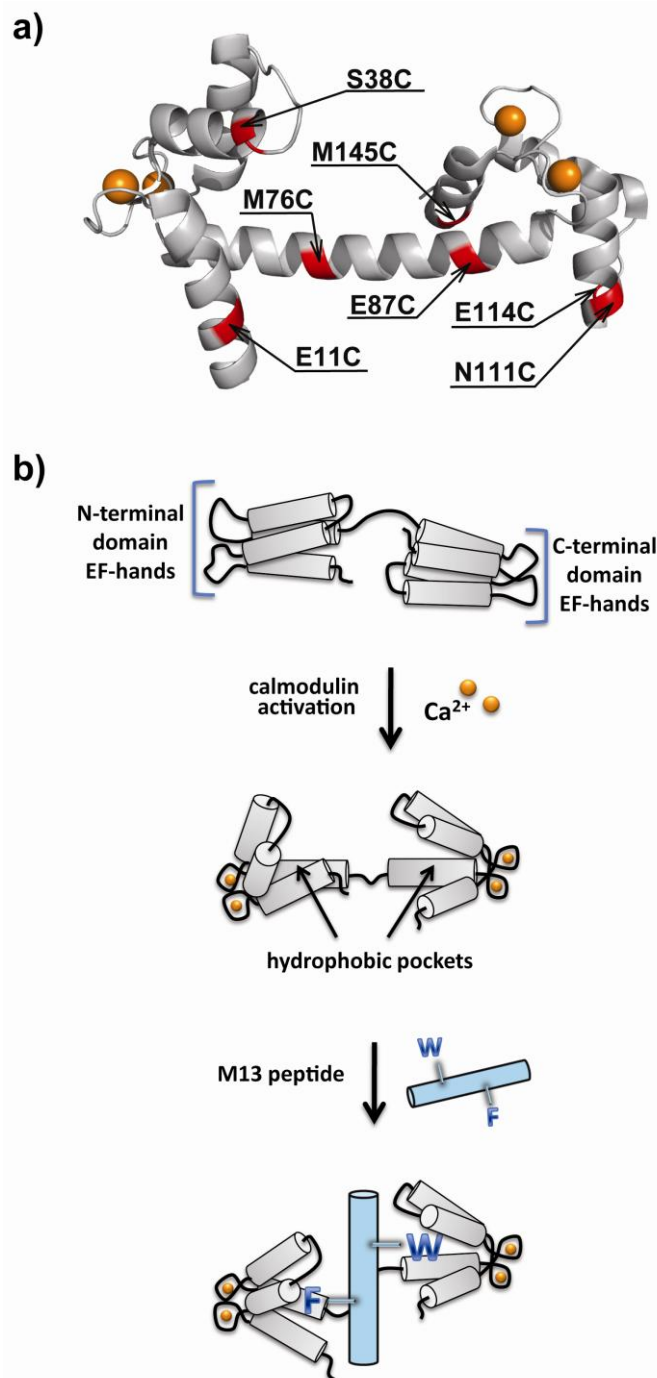 a)
S38C
M145C
M76C
E87C
E114C
E11C
N111C
b)
N-terminal
domain
EF-hands
C-terminal
domain
EF-hands
calmodulin
activation
Ca²⁺
hydrophobic pockets
M13 peptide
W
F
W
F